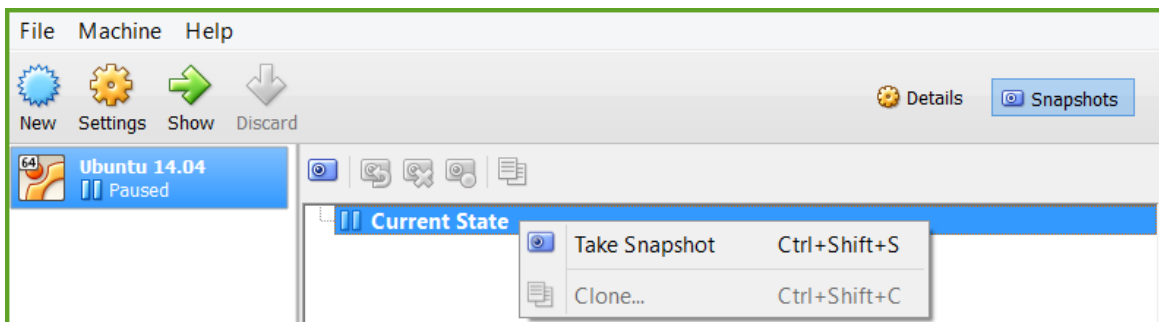 File Machine Help
New Settings Show Discard
Details Snapshots
64 Ubuntu 14.04
Paused
Current State
Take Snapshot Ctrl+Shift+S
Clone... Ctrl+Shift+C